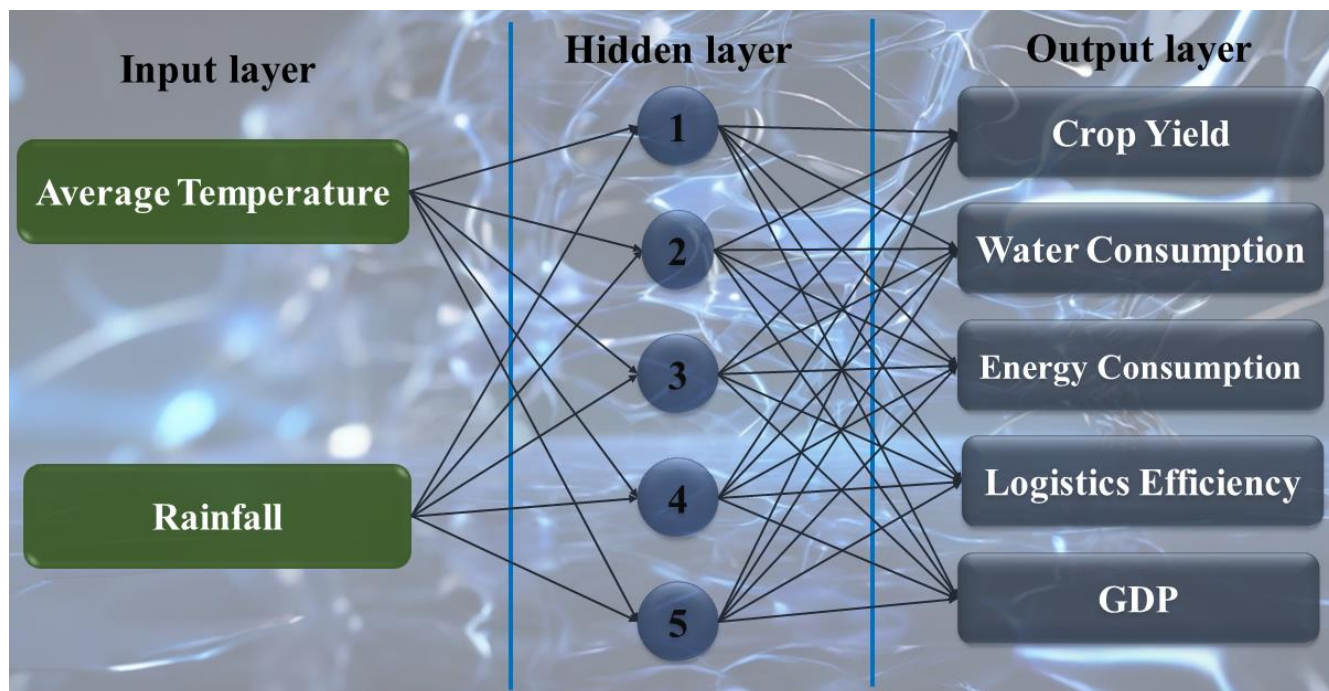 Input layer
Hidden layer
Output layer
Average Temperature
Rainfall
1
2
3
4
5
Crop Yield
Water Consumption
Energy Consumption
Logistics Efficiency
GDP